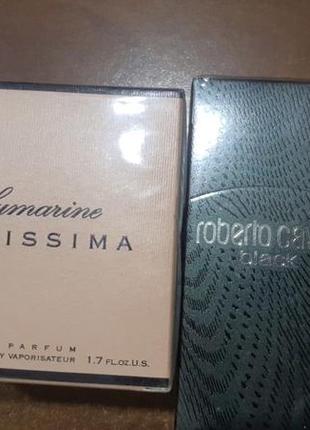 lumarine
ISSIMA
PARFUM
Y VAPORISATEUR 1.7 FL.OZ.U.S.
roberto ca
black